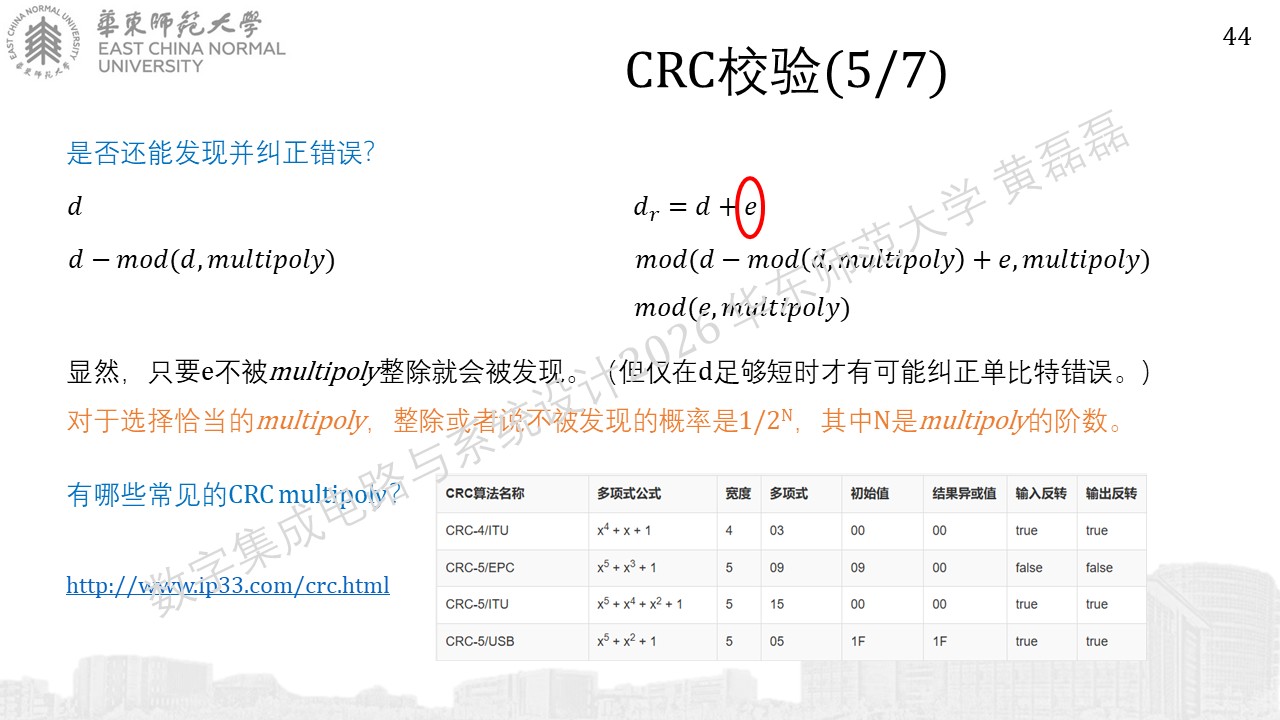 華東師范大學
EAST CHINA NORMAL
UNIVERSITY
EAST CHINA NORMAL UNIVERSITY
華東师范大学
44
CRC校验(5/7)
是否还能发现并纠正错误?
d
d_r = d + e
d − mod(d, multipoly)
mod(d − mod(d, multipoly) + e, multipoly)
mod(e, multipoly)
显然，只要e不被multipoly整除就会被发现。（但仅在d足够短时才有可能纠正单比特错误。）
对于选择恰当的multipoly，整除或者说不被发现的概率是1/2^N，其中N是multipoly的阶数。
有哪些常见的CRC multipoly?
http://www.ip33.com/crc.html
CRC算法名称 多项式公式 宽度 多项式 初始值 结果异或值 输入反转 输出反转
CRC-4/ITU x^4 + x + 1 4 03 00 00 true true
CRC-5/EPC x^5 + x^3 + 1 5 09 09 00 false false
CRC-5/ITU x^5 + x^4 + x^2 + 1 5 15 00 00 true true
CRC-5/USB x^5 + x^2 + 1 5 05 1F 1F true true
数字集成电路与系统设计2026 华东师范大学 黄磊磊